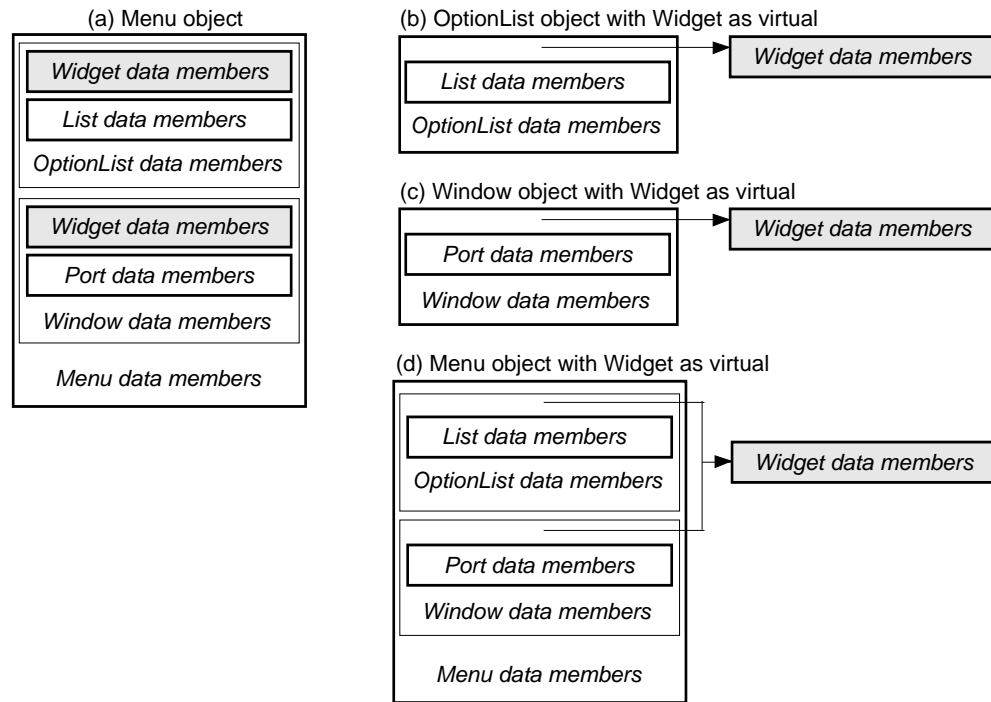 (a) Menu object
Widget data members
List data members
OptionList data members
Widget data members
Port data members
Window data members
Menu data members
(b) OptionList object with Widget as virtual
Widget data members
List data members
OptionList data members
(c) Window object with Widget as virtual
Widget data members
Port data members
Window data members
(d) Menu object with Widget as virtual
List data members
Widget data members
OptionList data members
Port data members
Window data members
Menu data members